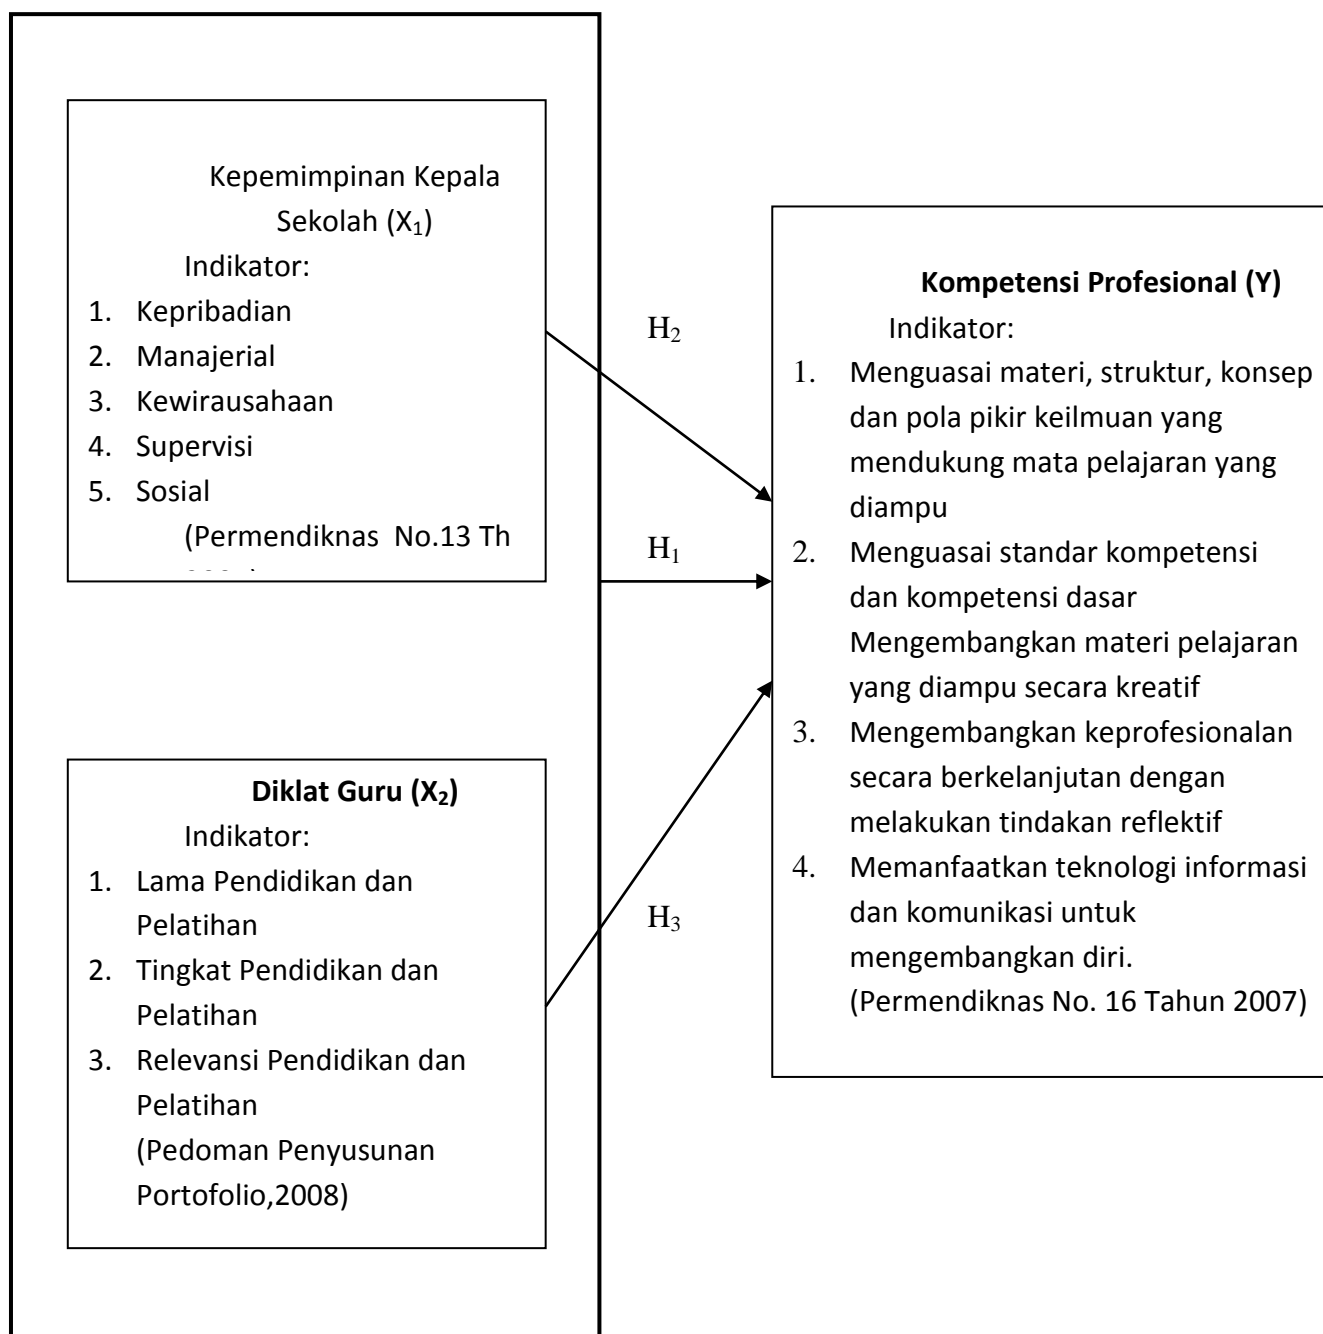 Kepemimpinan Kepala
Sekolah (X₁)
Indikator:
1. Kepribadian
2. Manajerial
3. Kewirausahaan
4. Supervisi
5. Sosial
(Permendiknas No.13 Th
Diklat Guru (X₂)
Indikator:
1. Lama Pendidikan dan
Pelatihan
2. Tingkat Pendidikan dan
Pelatihan
3. Relevansi Pendidikan dan
Pelatihan
(Pedoman Penyusunan
Portofolio,2008)
H₂
H₁
H₃
Kompetensi Profesional (Y)
Indikator:
1. Menguasai materi, struktur, konsep
dan pola pikir keilmuan yang
mendukung mata pelajaran yang
diampu
2. Menguasai standar kompetensi
dan kompetensi dasar
Mengembangkan materi pelajaran
yang diampu secara kreatif
3. Mengembangkan keprofesionalan
secara berkelanjutan dengan
melakukan tindakan reflektif
4. Memanfaatkan teknologi informasi
dan komunikasi untuk
mengembangkan diri.
(Permendiknas No. 16 Tahun 2007)